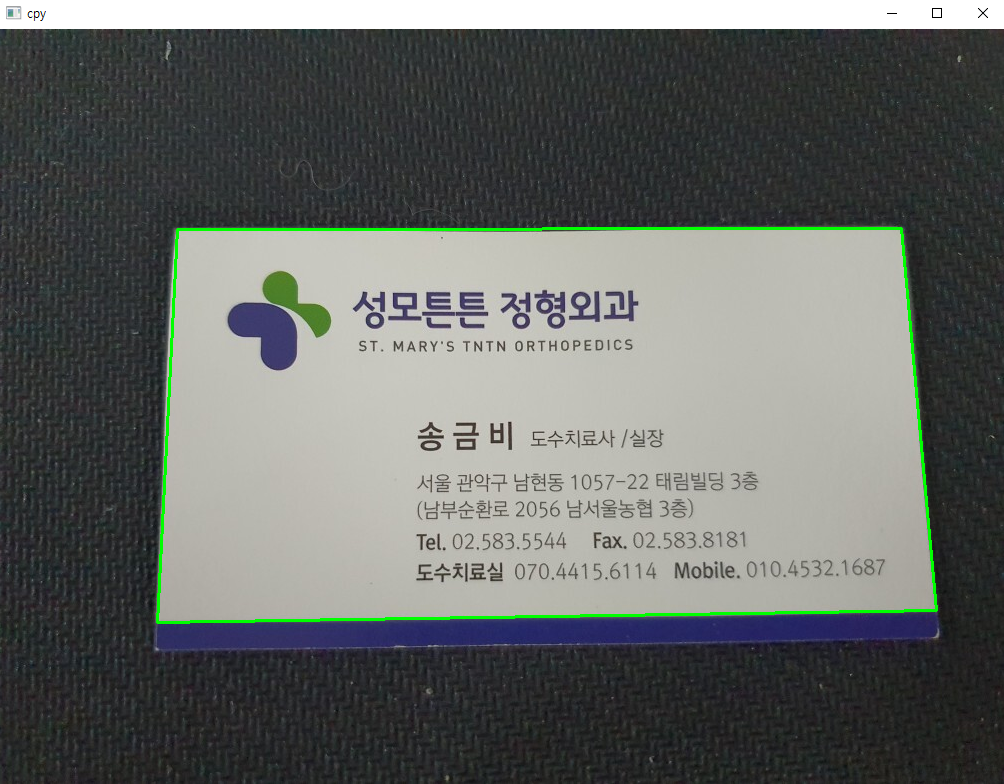 cpy
성모튼튼 정형외과
ST. MARY'S TNTN ORTHOPEDICS
송금비 도수치료사 /실장
서울 관악구 남현동 1057-22 태림빌딩 3층
(남부순환로 2056 남서울농협 3층)
Tel. 02.583.5544 Fax. 02.583.8181
도수치료실 070.4415.6114 Mobile. 010.4532.1687